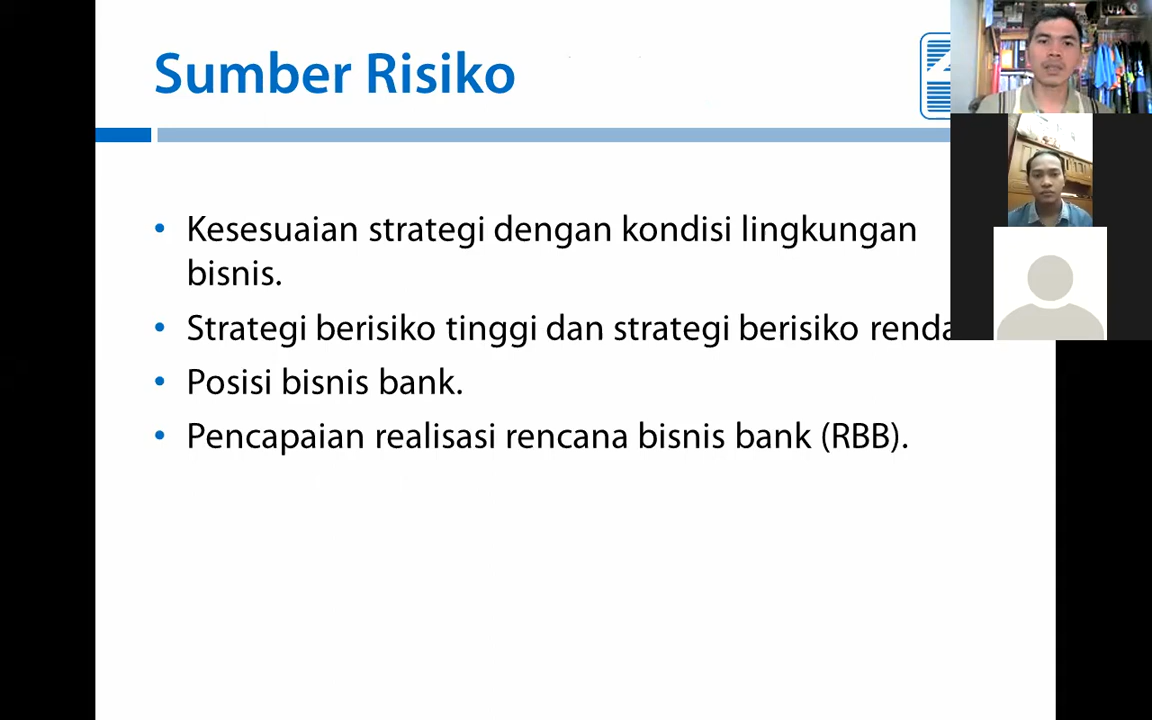 Sumber Risiko
• Kesesuaian strategi dengan kondisi lingkungan
bisnis.
• Strategi berisiko tinggi dan strategi berisiko
• Posisi bisnis bank.
• Pencapaian realisasi rencana bisnis bank (RBB).